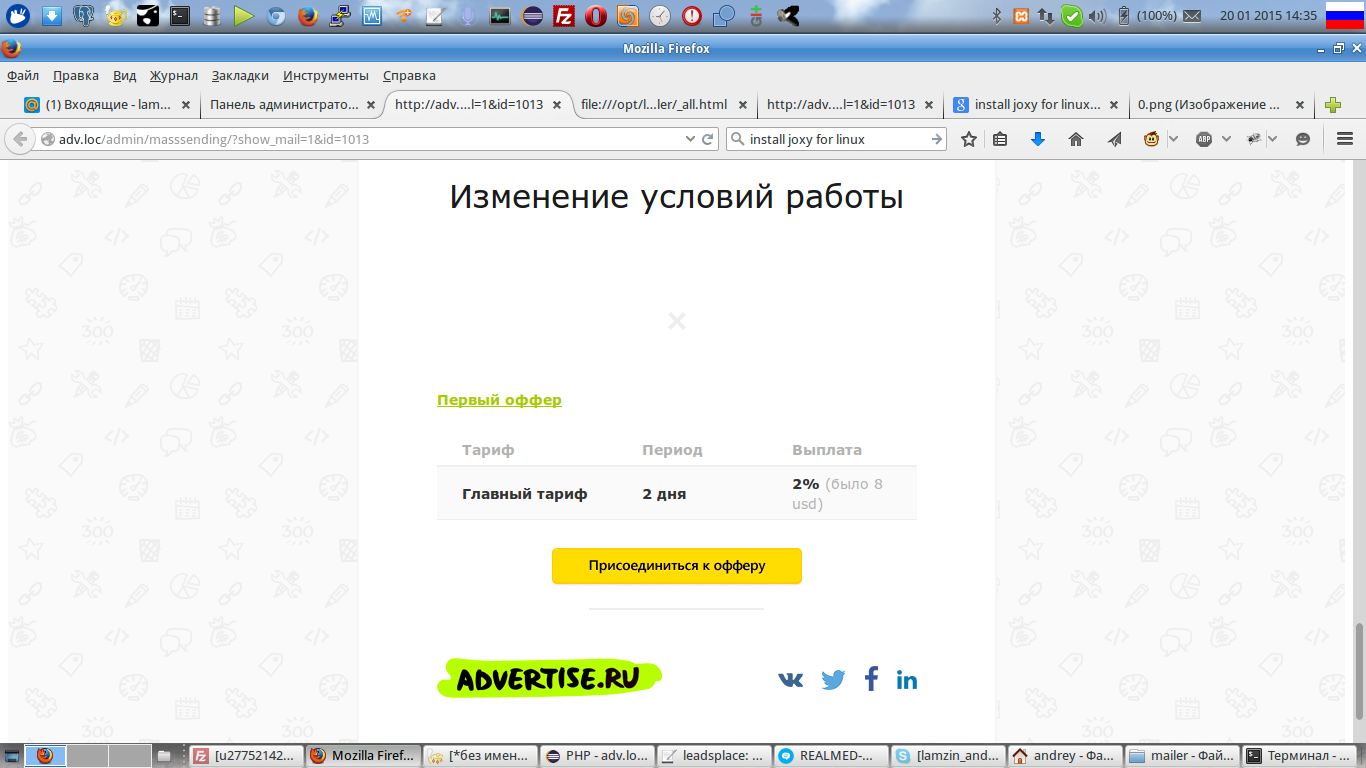 (100%)
20 01 2015 14:35
Mozilla Firefox
Файл Правка Вид Журнал Закладки Инструменты Справка
(1) Входящие - lam...
Панель администрато...
http://adv....l=1&id=1013
file:///opt/l...ler/_all.html
http://adv....l=1&id=1013
install joxy for linux...
0.png (Изображение ...
adv.loc/admin/masssending/?show_mail=1&id=1013
install joxy for linux
ABP
Изменение условий работы
Первый оффер
Тариф Период Выплата
Главный тариф 2 дня 2% (было 8
usd)
Присоединиться к офферу
ADVERTISE.RU
[u27752142...
Mozilla Firef...
[*без имен...
PHP - adv.lo...
leadsplace: ...
REALMED-...
[lamzin_and...
andrey - Фа...
mailer - Фай...
Терминал - ...